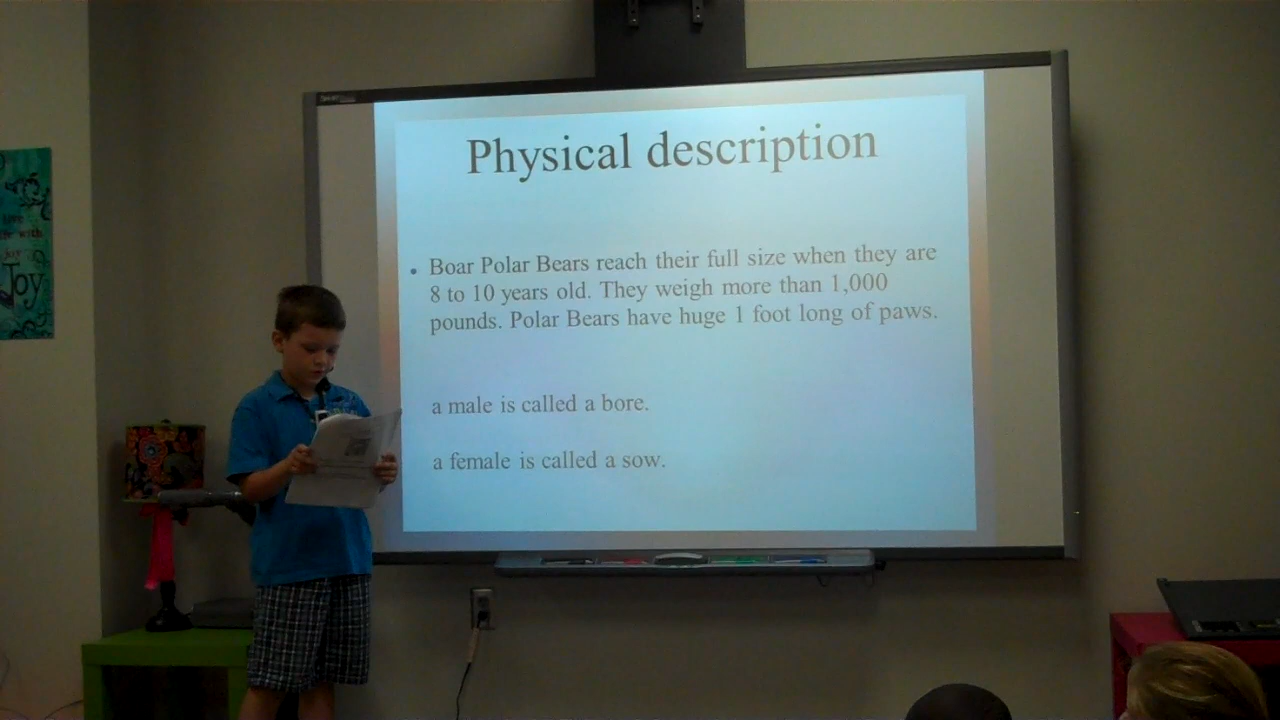 Physical description
• Boar Polar Bears reach their full size when they are
8 to 10 years old. They weigh more than 1,000
pounds. Polar Bears have huge 1 foot long of paws.
a male is called a bore.
a female is called a sow.
with
joy
Joy